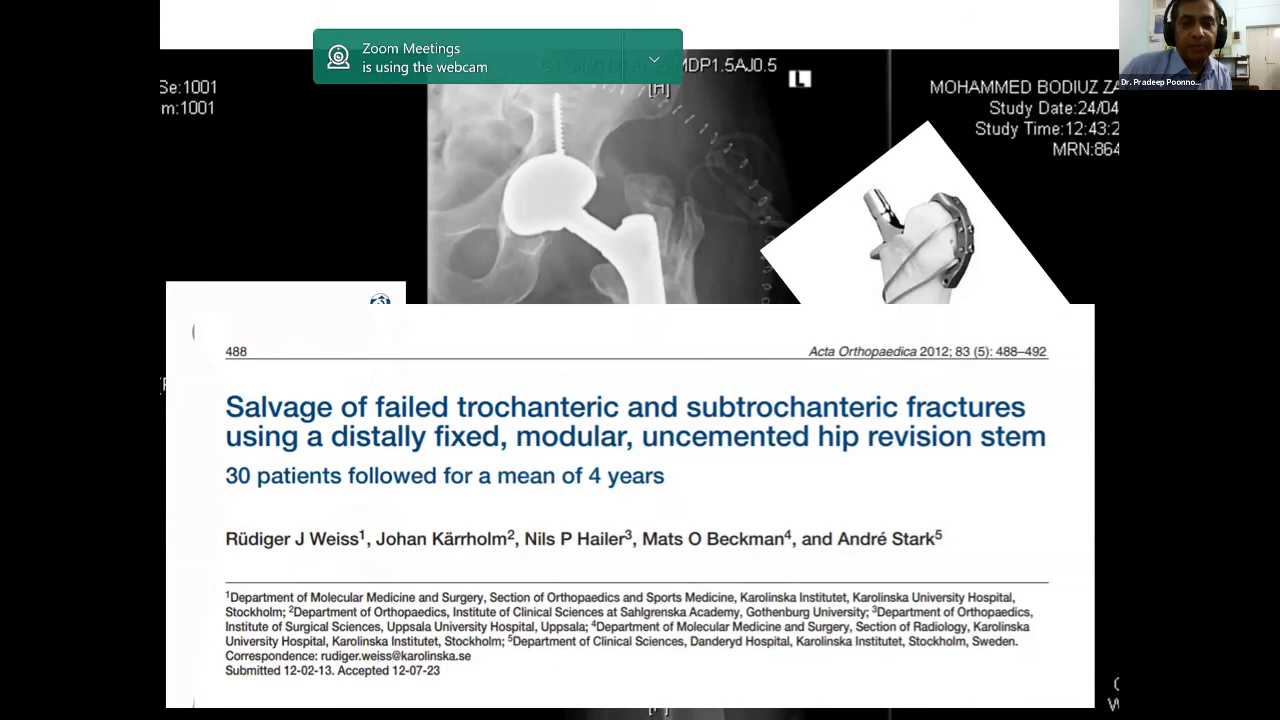 Zoom Meetings
is using the webcam
Se:1001
m:1001
MDP1.5AJ0.5
[H]
L
MOHAMMED BODIUZ ZA
Study Date:24/04
Study Time:12:43:2
MRN:864
Dr. Pradeep Poonno...
488
Acta Orthopaedica 2012; 83 (5): 488–492
Salvage of failed trochanteric and subtrochanteric fractures
using a distally fixed, modular, uncemented hip revision stem
30 patients followed for a mean of 4 years
Rüdiger J Weiss1, Johan Kärrholm2, Nils P Hailer3, Mats O Beckman4, and André Stark5
1Department of Molecular Medicine and Surgery, Section of Orthopaedics and Sports Medicine, Karolinska Institutet, Karolinska University Hospital,
Stockholm; 2Department of Orthopaedics, Institute of Clinical Sciences at Sahlgrenska Academy, Gothenburg University; 3Department of Orthopaedics,
Institute of Surgical Sciences, Uppsala University Hospital, Uppsala; 4Department of Molecular Medicine and Surgery, Section of Radiology, Karolinska
University Hospital, Karolinska Institutet, Stockholm; 5Department of Clinical Sciences, Danderyd Hospital, Karolinska Institutet, Stockholm, Sweden.
Correspondence: rudiger.weiss@karolinska.se
Submitted 12-02-13. Accepted 12-07-23